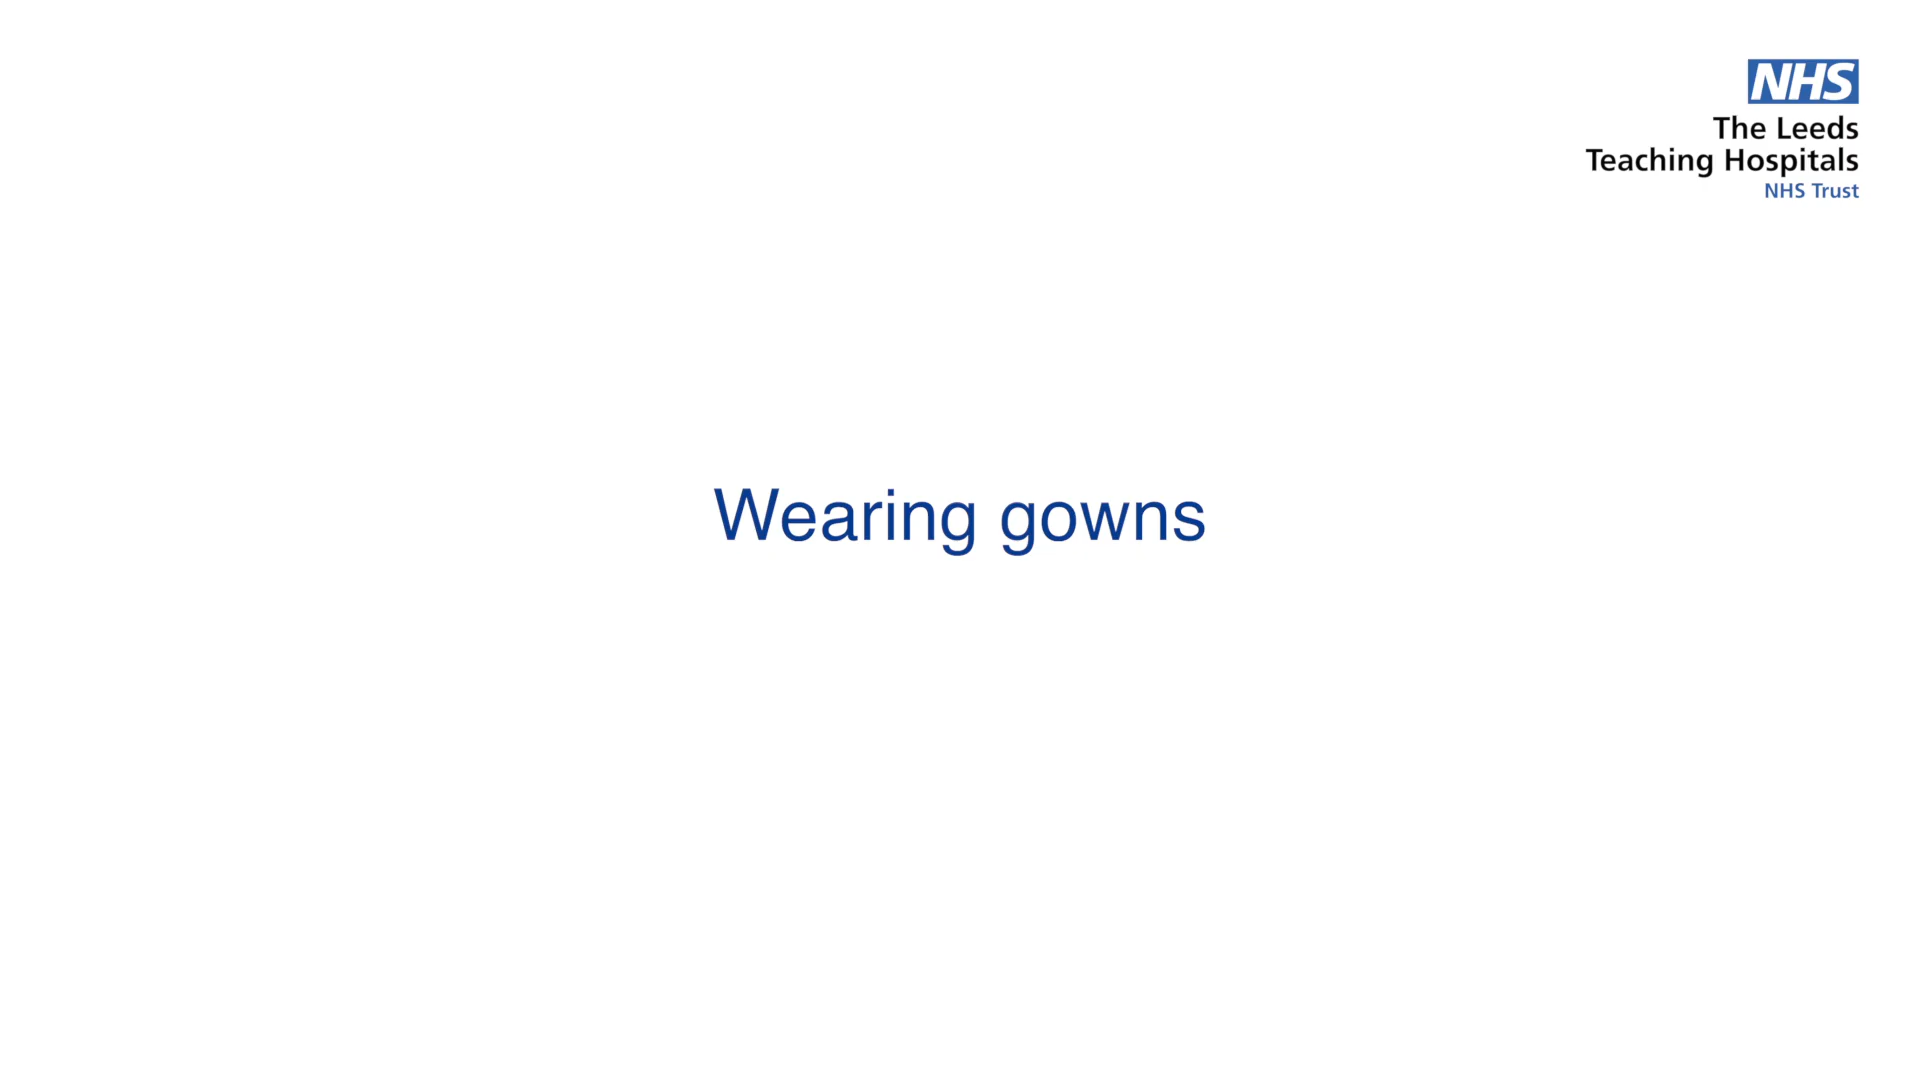 NHS
The Leeds
Teaching Hospitals
NHS Trust
Wearing gowns